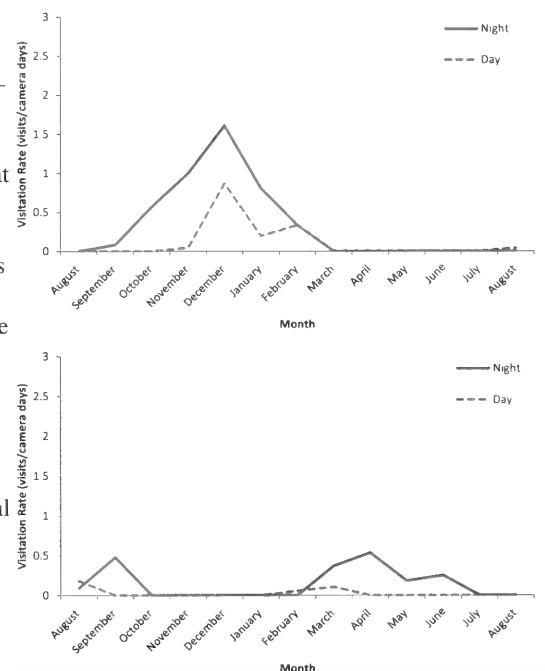 3
2.5
2
1 5
1
0.5
0
Visitation Rate (visits/camera days)
Night
Day
August
September
October
November
December
January
February
March
April
May
June
July
August
Month
nt
s
e
3
2.5
2
1 5
1
0.5
0
Visitation Rate (visits/camera days)
Night
Day
August
September
October
November
December
January
February
March
April
May
June
July
August
Month
al